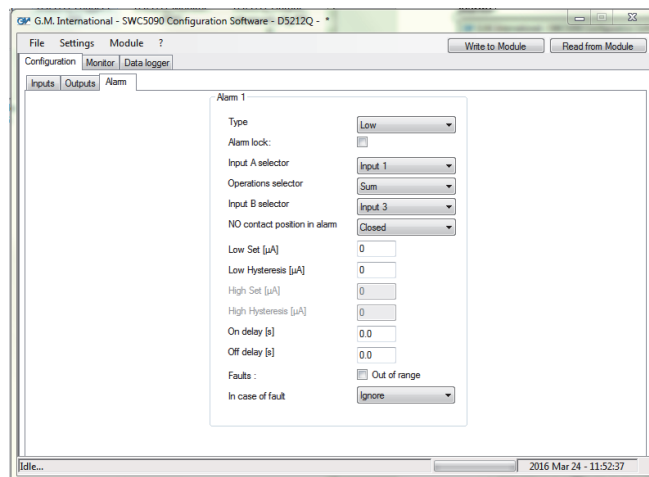 G.M. International - SWC5090 Configuration Software - D5212Q - *
File Settings Module ? Write to Module Read from Module
Configuration Monitor Data logger
Inputs Outputs Alarm
Alarm 1
Type Low
Alarm lock:
Input A selector Input 1
Operations selector Sum
Input B selector Input 3
NO contact position in alarm Closed
Low Set [µA] 0
Low Hysteresis [µA] 0
High Set [µA] 0
High Hysteresis [µA] 0
On delay [s] 0.0
Off delay [s] 0.0
Faults : Out of range
In case of fault Ignore
Idle... 2016 Mar 24 - 11:52:37